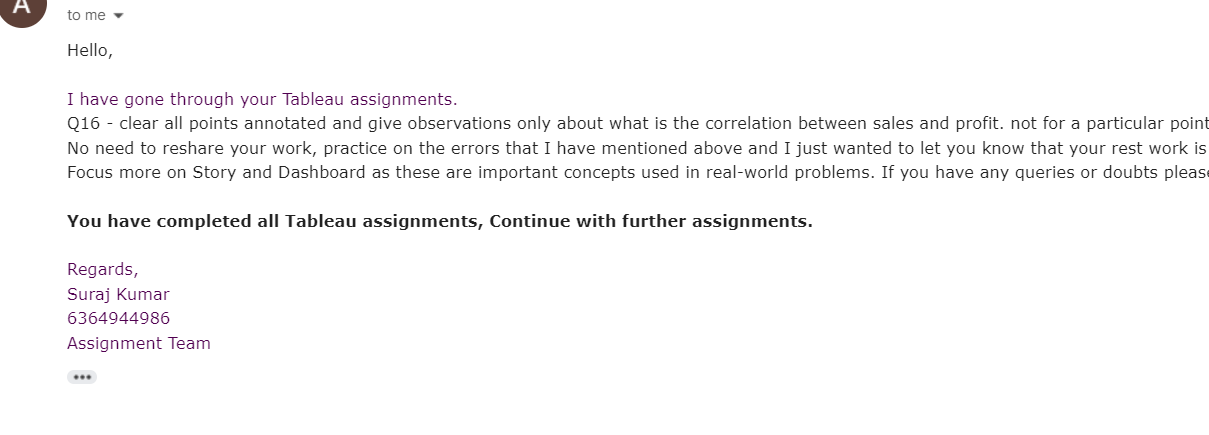 A
to me
Hello,
I have gone through your Tableau assignments.
Q16 - clear all points annotated and give observations only about what is the correlation between sales and profit. not for a particular point
No need to reshare your work, practice on the errors that I have mentioned above and I just wanted to let you know that your rest work is
Focus more on Story and Dashboard as these are important concepts used in real-world problems. If you have any queries or doubts please
You have completed all Tableau assignments, Continue with further assignments.
Regards,
Suraj Kumar
6364944986
Assignment Team